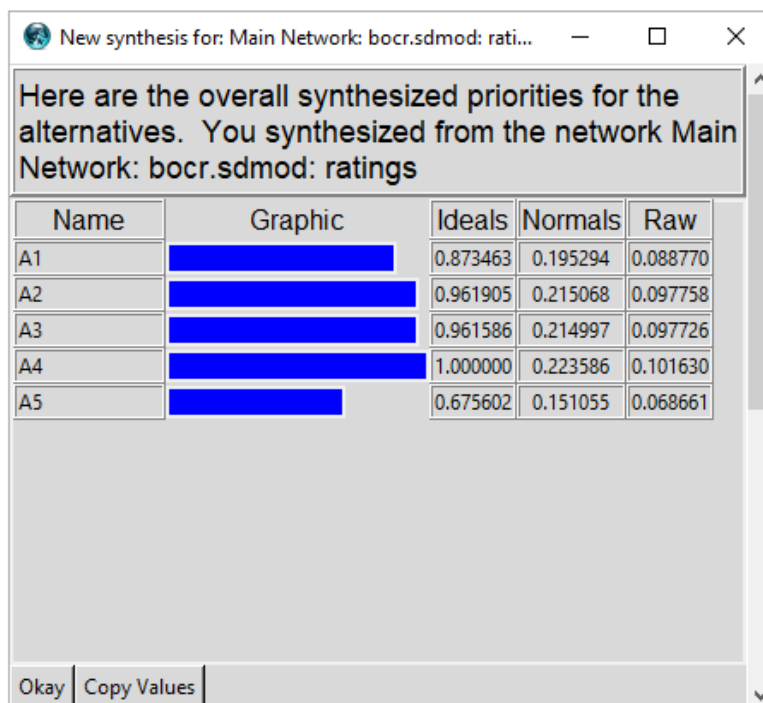 New synthesis for: Main Network: bocr.sdmod: rati...
Here are the overall synthesized priorities for the
alternatives.  You synthesized from the network Main
Network: bocr.sdmod: ratings
Name Graphic Ideals Normals Raw
A1 0.873463 0.195294 0.088770
A2 0.961905 0.215068 0.097758
A3 0.961586 0.214997 0.097726
A4 1.000000 0.223586 0.101630
A5 0.675602 0.151055 0.068661
Okay Copy Values